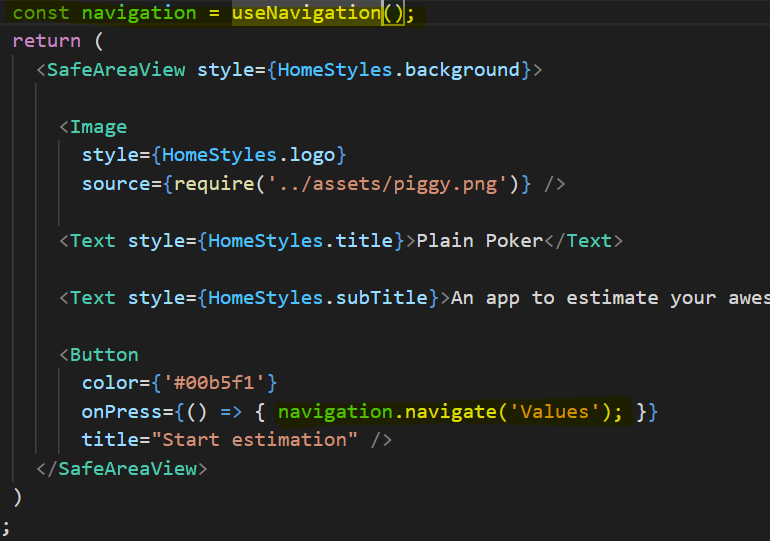 const navigation = useNavigation();
return (
<SafeAreaView style={HomeStyles.background}>
<Image
style={HomeStyles.logo}
source={require('../assets/piggy.png')} />
<Text style={HomeStyles.title}>Plain Poker</Text>
<Text style={HomeStyles.subTitle}>An app to estimate your awes
<Button
color={'#00b5f1'}
onPress={() => { navigation.navigate('Values'); }}
title="Start estimation" />
</SafeAreaView>
)
;